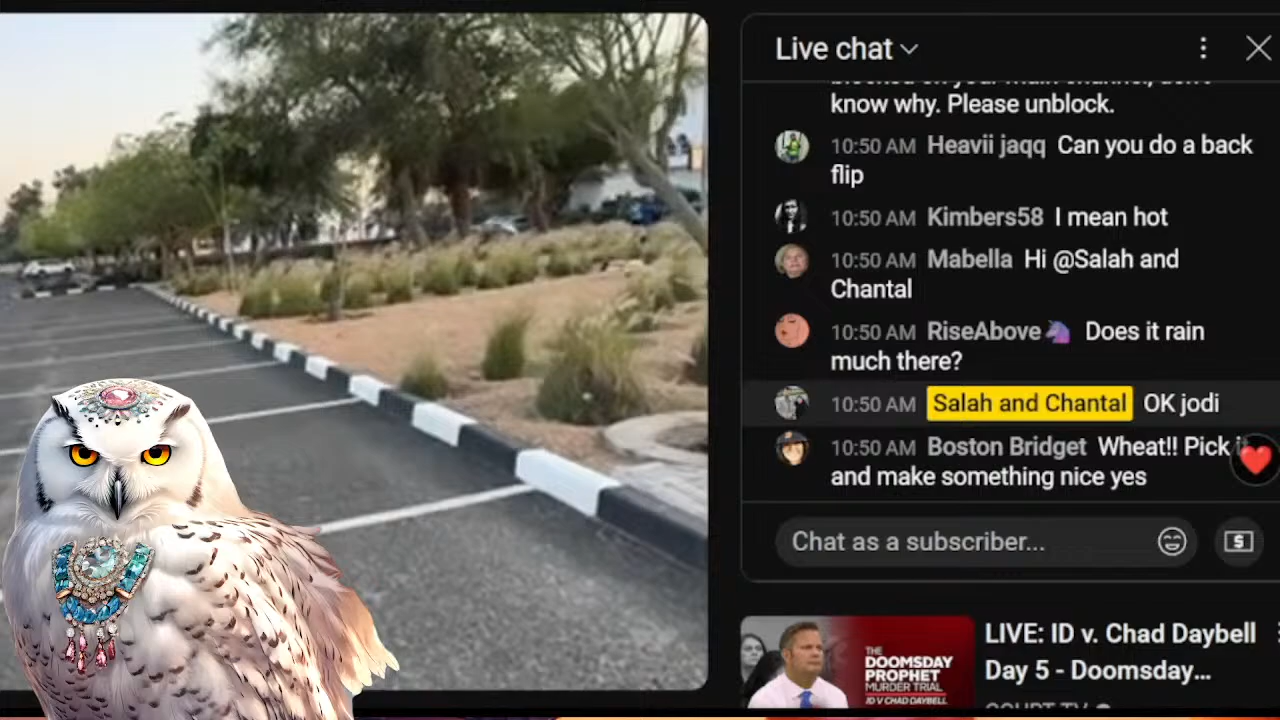 Live chat
know why. Please unblock.
10:50 AM Heavii jaqq Can you do a back
flip
10:50 AM Kimbers58 I mean hot
10:50 AM Mabella Hi @Salah and
Chantal
10:50 AM RiseAbove🦄 Does it rain
much there?
10:50 AM Salah and Chantal OK jodi
10:50 AM Boston Bridget Wheat!! Pick
and make something nice yes
Chat as a subscriber...
$
THE
DOOMSDAY
PROPHET
MURDER TRIAL
ID V CHAD DAYBELL
LIVE: ID v. Chad Daybell
Day 5 - Doomsday...